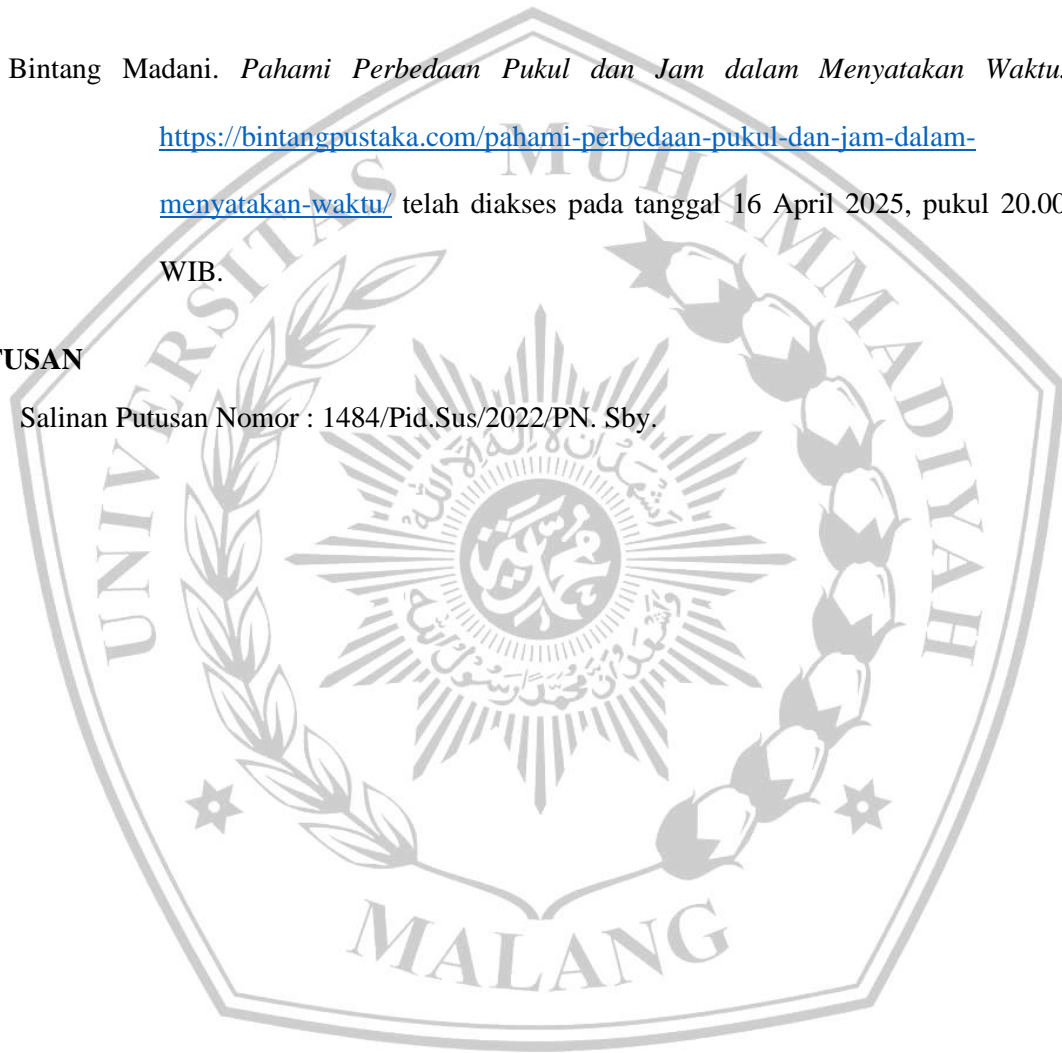 Bintang Madani. Pahami Perbedaan Pukul dan Jam dalam Menyatakan Waktu.
https://bintangpustaka.com/pahami-perbedaan-pukul-dan-jam-dalam-
menyatakan-waktu/ telah diakses pada tanggal 16 April 2025, pukul 20.00
WIB.
TUSAN
Salinan Putusan Nomor : 1484/Pid.Sus/2022/PN. Sby.
UNIVERSITAS MUHAMMADIYAH
MALANG